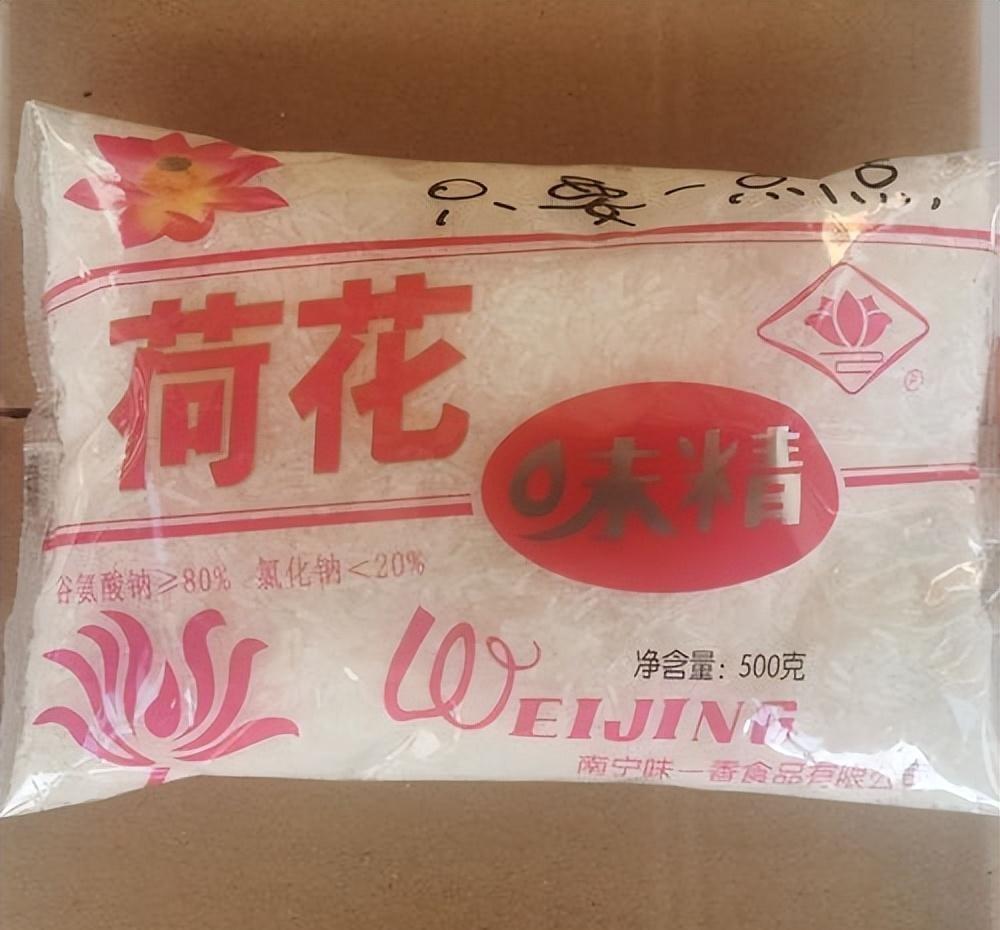 荷花
味精
谷氨酸钠≥80% 氯化钠<20%
净含量：500克
WEIJING
南宁味一香食品有限公司